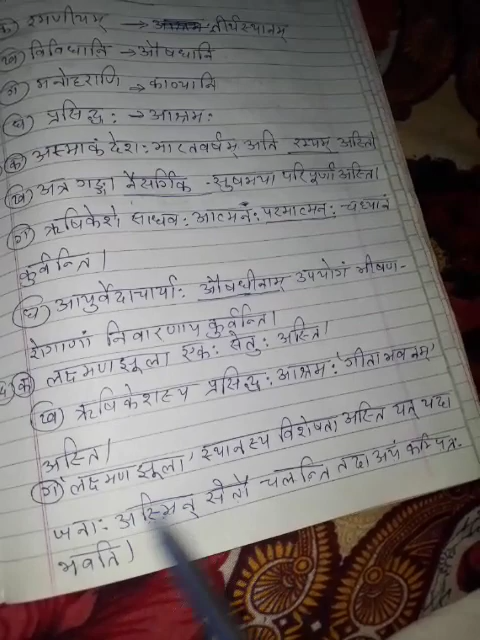 (क) रमणीयम् → तीर्थस्थानम्
(ख) विविधानि → औषधानि
(ग) मनोहराणि → काव्यानि
(घ) प्रसिद्धः → आश्रमः
(क) अस्माकं देशः भारतवर्षम् अति रम्यम् अस्ति।
(ख) अत्र गङ्गा नैसर्गिक - सुषमया परिपूर्णा अस्ति।
(ग) ऋषिकेशे साधवः आत्मनः परमात्मनः च ध्यानं
कुर्वन्ति।
(घ) आयुर्वेदाचार्याः औषधीनाम् उपयोगं भीषण-
रोगाणां निवारणाय कुर्वन्ति।
(क) लक्ष्मणझूला एकः सेतुः अस्ति।
(ख) ऋषिकेशस्य प्रसिद्धः आश्रमः 'गीताभवनम्'
अस्ति।
(ग) 'लक्ष्मणझूला' स्थानस्य विशेषता अस्ति यत् यदा
जनाः अस्मिन् सेतौ चलन्ति तदा अयं कम्पितः
भवति।